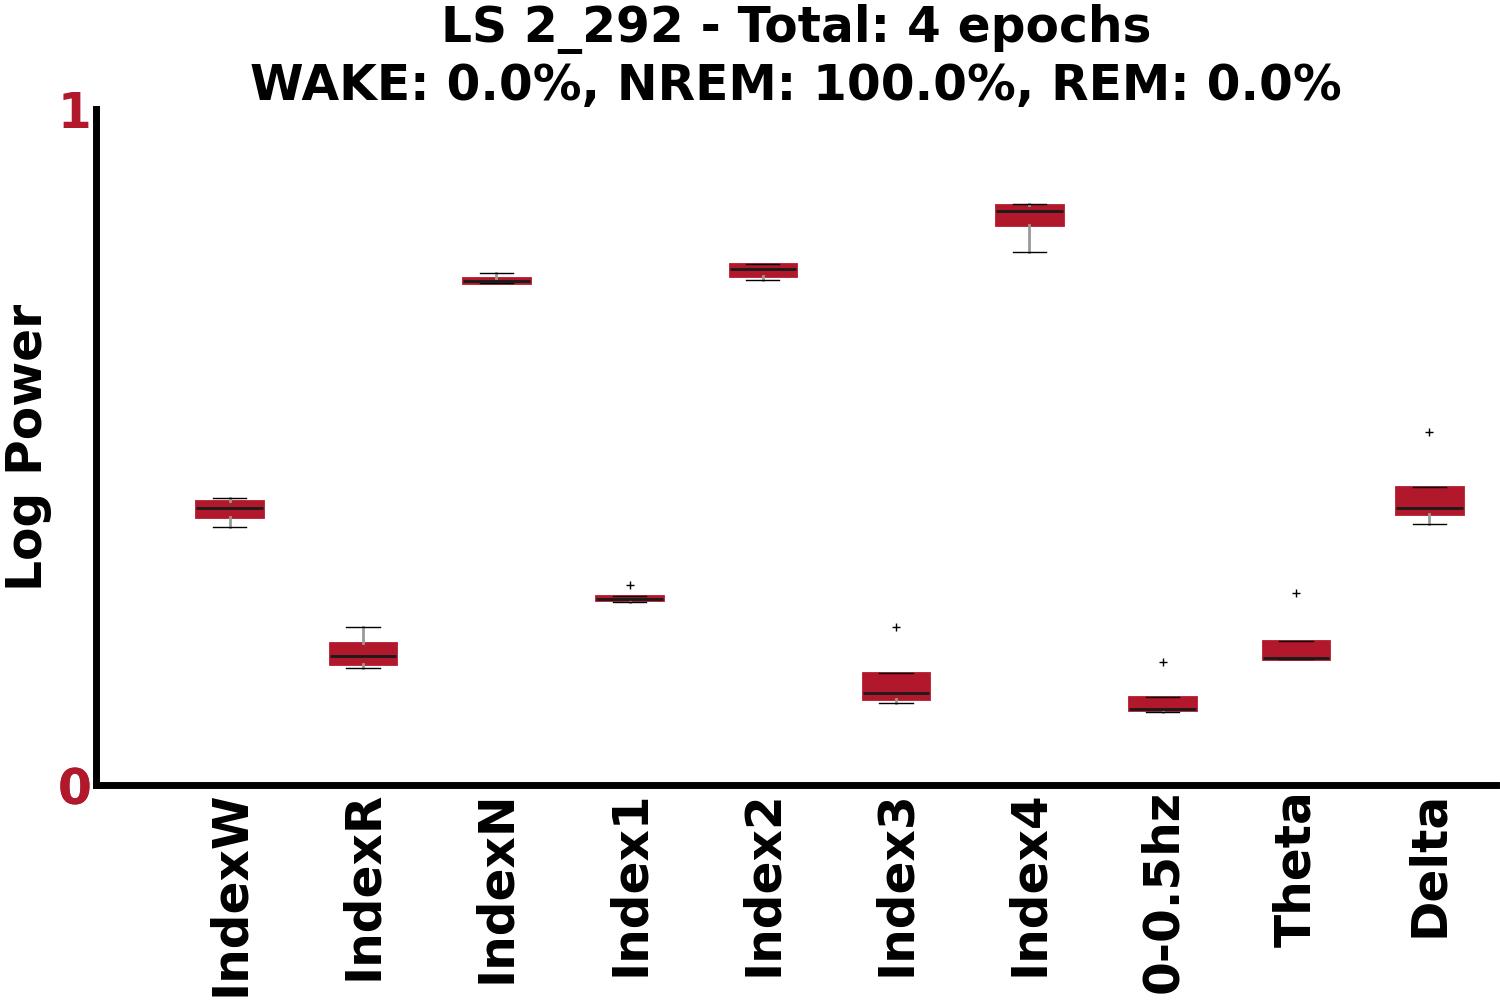 LS 2_292 - Total: 4 epochs
WAKE: 0.0%, NREM: 100.0%, REM: 0.0%
1
Log Power
0
IndexW
IndexR
IndexN
Index1
Index2
Index3
Index4
0-0.5hz
Theta
Delta